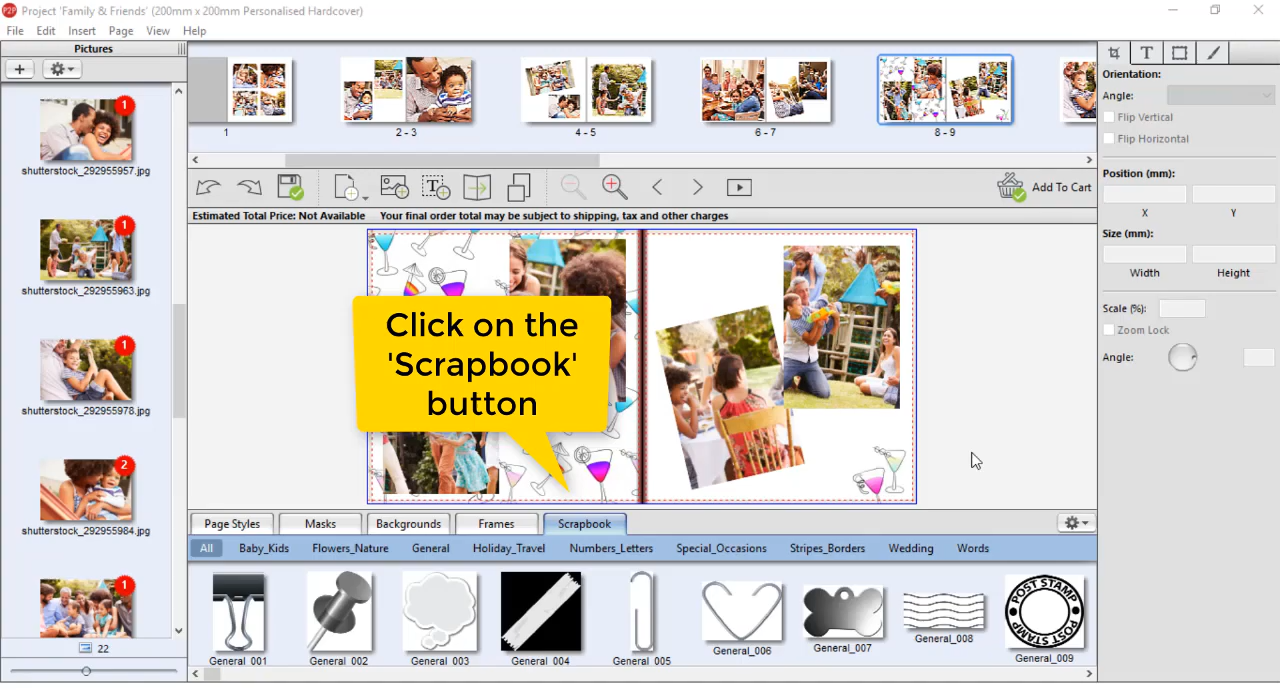 Project 'Family & Friends' (200mm x 200mm Personalised Hardcover)
File Edit Insert Page View Help
Pictures
1
shutterstock_292955957.jpg
1
shutterstock_292955963.jpg
1
shutterstock_292955978.jpg
2
shutterstock_292955984.jpg
1
22
1
2 - 3
4 - 5
6 - 7
8 - 9
Add To Cart
Estimated Total Price: Not Available Your final order total may be subject to shipping, tax and other charges
Click on the
'Scrapbook'
button
Page Styles Masks Backgrounds Frames Scrapbook
All Baby_Kids Flowers_Nature General Holiday_Travel Numbers_Letters Special_Occasions Stripes_Borders Wedding Words
POST STAMP
POST STAMP
General_001 General_002 General_003 General_004 General_005 General_006 General_007 General_008 General_009
T
Orientation:
Angle:
Flip Vertical
Flip Horizontal
Position (mm):
X Y
Size (mm):
Width Height
Scale (%):
Zoom Lock
Angle: